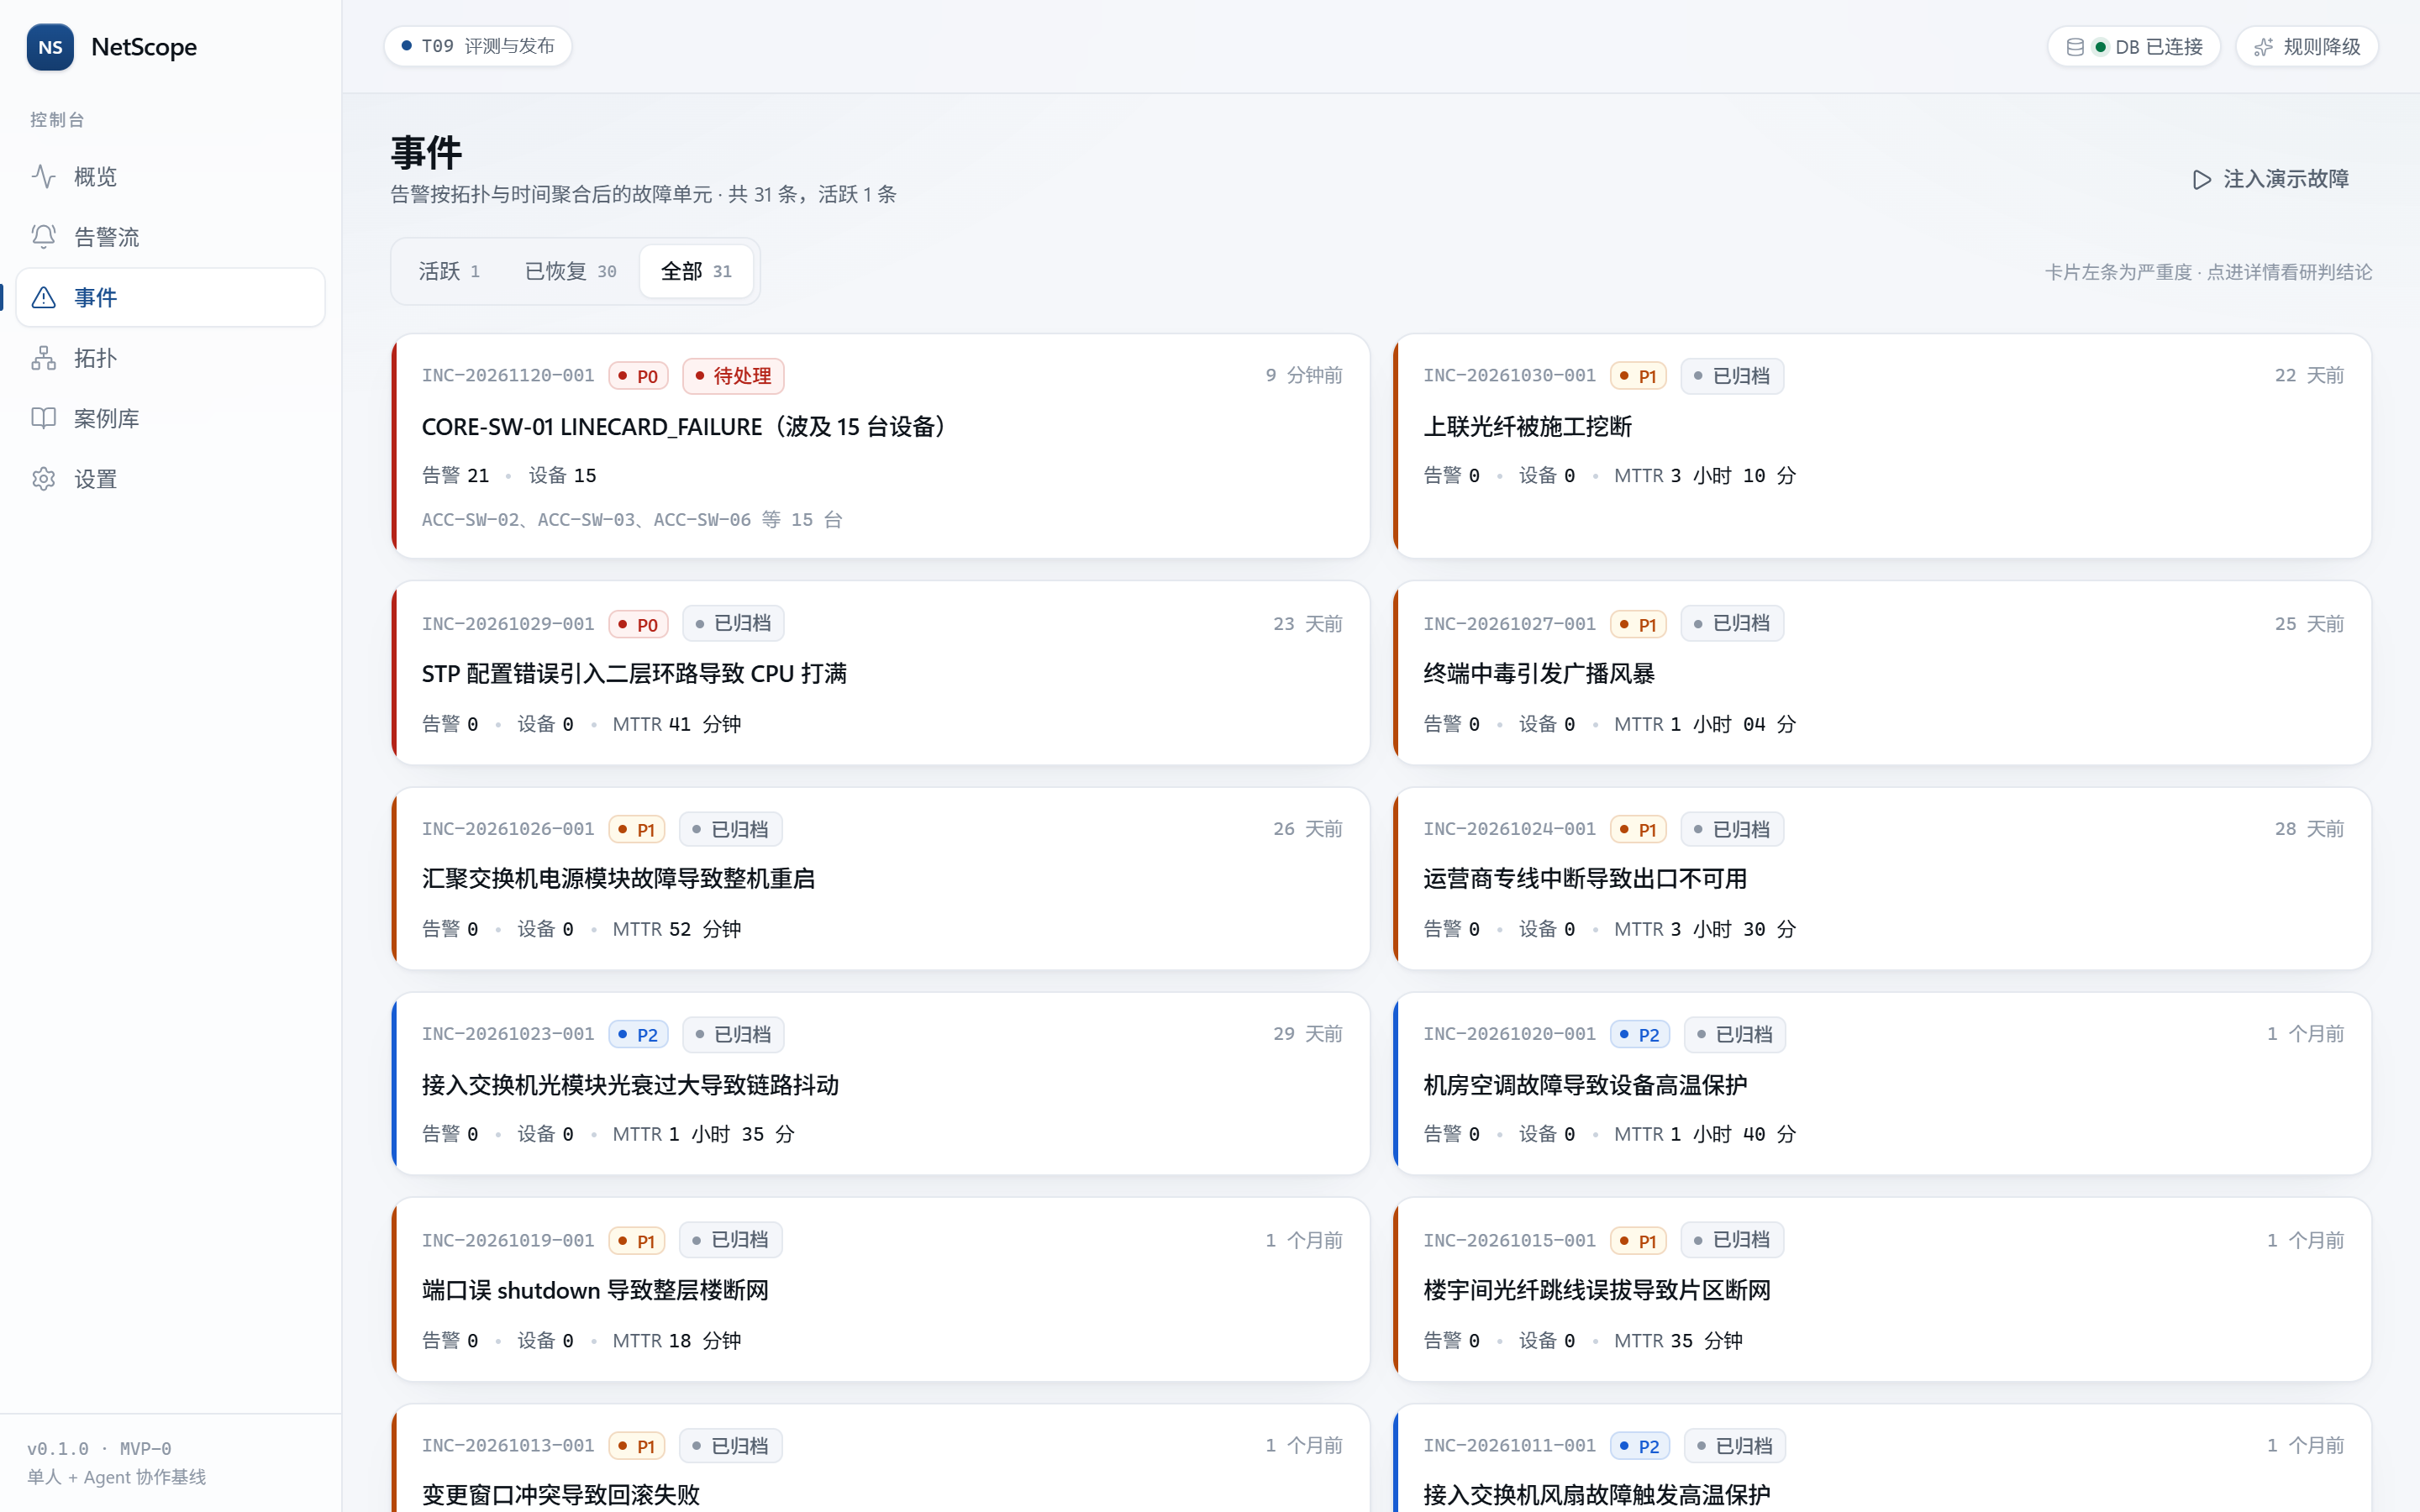 NS NetScope
控制台
概览
告警流
事件
拓扑
案例库
设置
v0.1.0 · MVP-0
单人 + Agent 协作基线
T09 评测与发布
DB 已连接
规则降级
事件
告警按拓扑与时间聚合后的故障单元 · 共 31 条，活跃 1 条
注入演示故障
活跃 1 已恢复 30 全部 31
卡片左条为严重度 · 点进详情看研判结论
INC-20261120-001 P0 待处理 9 分钟前
CORE-SW-01 LINECARD_FAILURE（波及 15 台设备）
告警 21 • 设备 15
ACC-SW-02、ACC-SW-03、ACC-SW-06 等 15 台
INC-20261030-001 P1 已归档 22 天前
上联光纤被施工挖断
告警 0 • 设备 0 • MTTR 3 小时 10 分
INC-20261029-001 P0 已归档 23 天前
STP 配置错误引入二层环路导致 CPU 打满
告警 0 • 设备 0 • MTTR 41 分钟
INC-20261027-001 P1 已归档 25 天前
终端中毒引发广播风暴
告警 0 • 设备 0 • MTTR 1 小时 04 分
INC-20261026-001 P1 已归档 26 天前
汇聚交换机电源模块故障导致整机重启
告警 0 • 设备 0 • MTTR 52 分钟
INC-20261024-001 P1 已归档 28 天前
运营商专线中断导致出口不可用
告警 0 • 设备 0 • MTTR 3 小时 30 分
INC-20261023-001 P2 已归档 29 天前
接入交换机光模块光衰过大导致链路抖动
告警 0 • 设备 0 • MTTR 1 小时 35 分
INC-20261020-001 P2 已归档 1 个月前
机房空调故障导致设备高温保护
告警 0 • 设备 0 • MTTR 1 小时 40 分
INC-20261019-001 P1 已归档 1 个月前
端口误 shutdown 导致整层楼断网
告警 0 • 设备 0 • MTTR 18 分钟
INC-20261015-001 P1 已归档 1 个月前
楼宇间光纤跳线误拔导致片区断网
告警 0 • 设备 0 • MTTR 35 分钟
INC-20261013-001 P1 已归档 1 个月前
变更窗口冲突导致回滚失败
INC-20261011-001 P2 已归档 1 个月前
接入交换机风扇故障触发高温保护